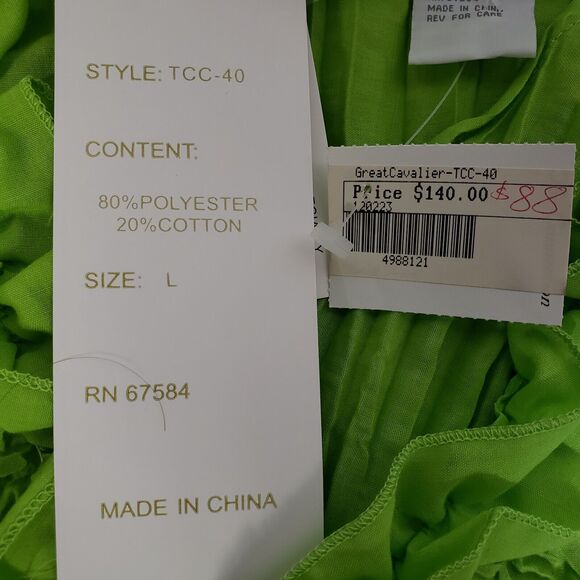 MADE IN CHINA
REV FOR CARE
STYLE: TCC-40
CONTENT:
80%POLYESTER
20%COTTON
SIZE: L
RN 67584
MADE IN CHINA
GreatCavalier-TCC-40
Price $140.00 $88
120223
4988121